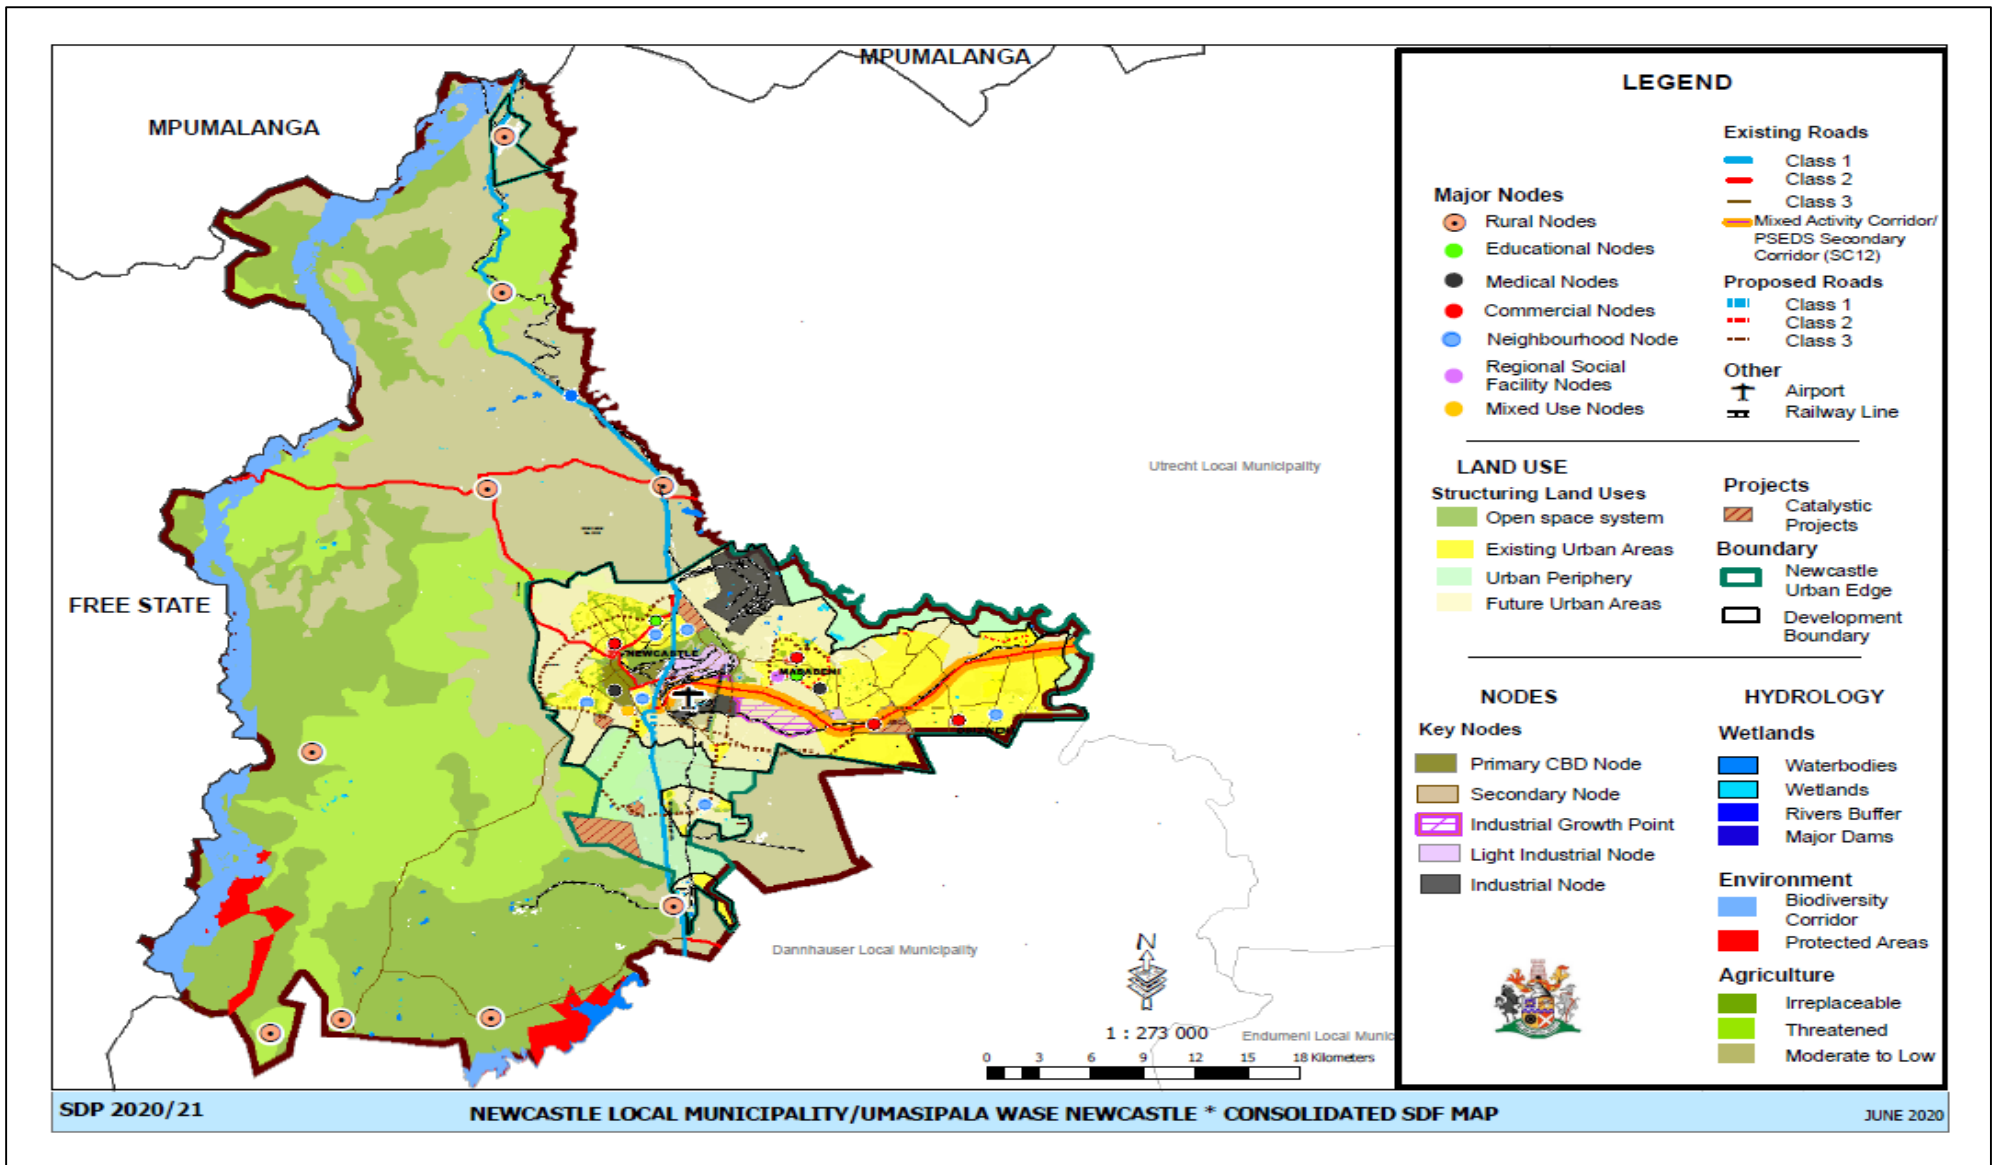 MPUMALANGA
MPUMALANGA
FREE STATE
Utrecht Local Municipality
NEWCASTLE
MADADENI
Dannhauser Local Municipality
Endumeni Local Munic
N
1 : 273 000
0 3 6 9 12 15 18 Kilometers
LEGEND
Major Nodes
Rural Nodes
Educational Nodes
Medical Nodes
Commercial Nodes
Neighbourhood Node
Regional Social
Facility Nodes
Mixed Use Nodes
Existing Roads
Class 1
Class 2
Class 3
Mixed Activity Corridor/
PSEDS Secondary
Corridor (SC12)
Proposed Roads
Class 1
Class 2
Class 3
Other
Airport
Railway Line
LAND USE
Structuring Land Uses
Open space system
Existing Urban Areas
Urban Periphery
Future Urban Areas
Projects
Catalystic
Projects
Boundary
Newcastle
Urban Edge
Development
Boundary
NODES
Key Nodes
Primary CBD Node
Secondary Node
Industrial Growth Point
Light Industrial Node
Industrial Node
HYDROLOGY
Wetlands
Waterbodies
Wetlands
Rivers Buffer
Major Dams
Environment
Biodiversity
Corridor
Protected Areas
Agriculture
Irreplaceable
Threatened
Moderate to Low
SDP 2020/21
NEWCASTLE LOCAL MUNICIPALITY/UMASIPALA WASE NEWCASTLE * CONSOLIDATED SDF MAP
JUNE 2020